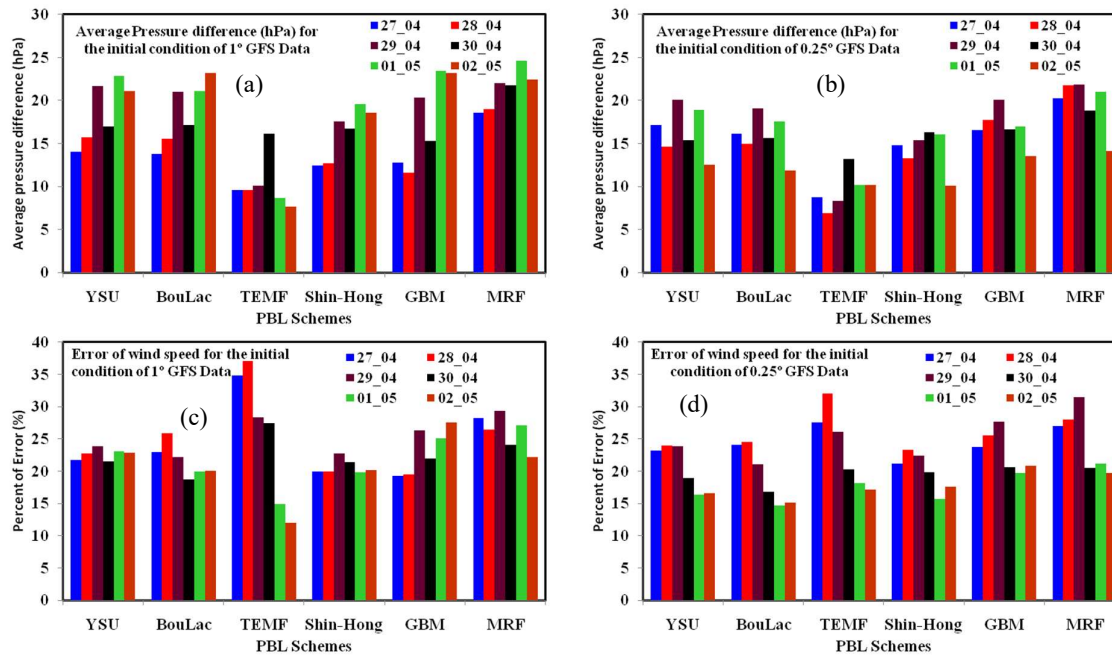 Average Pressure difference (hPa) for
the initial condition of 1º GFS Data
(a)
27_04 28_04
29_04 30_04
01_05 02_05
Average pressure difference (hPa)
30
25
20
15
10
5
0
YSU BouLac TEMF Shin-Hong GBM MRF
PBL Schemes
Average Pressure difference (hPa) for
the initial condition of 0.25º GFS Data
(b)
27_04 28_04
29_04 30_04
01_05 02_05
Average pressure difference (hPa)
30
25
20
15
10
5
0
YSU BouLac TEMF Shin-Hong GBM MRF
PBL Schemes
Error of wind speed for the initial
condition of 1º GFS Data
(c)
27_04 28_04
29_04 30_04
01_05 02_05
Percent of Error (%)
40
35
30
25
20
15
10
5
0
YSU BouLac TEMF Shin-Hong GBM MRF
PBL Schemes
Error of wind speed for the initial
condition of 0.25º GFS Data
(d)
27_04 28_04
29_04 30_04
01_05 02_05
Percent of Error (%)
40
35
30
25
20
15
10
5
0
YSU BouLac TEMF Shin-Hong GBM MRF
PBL Schemes